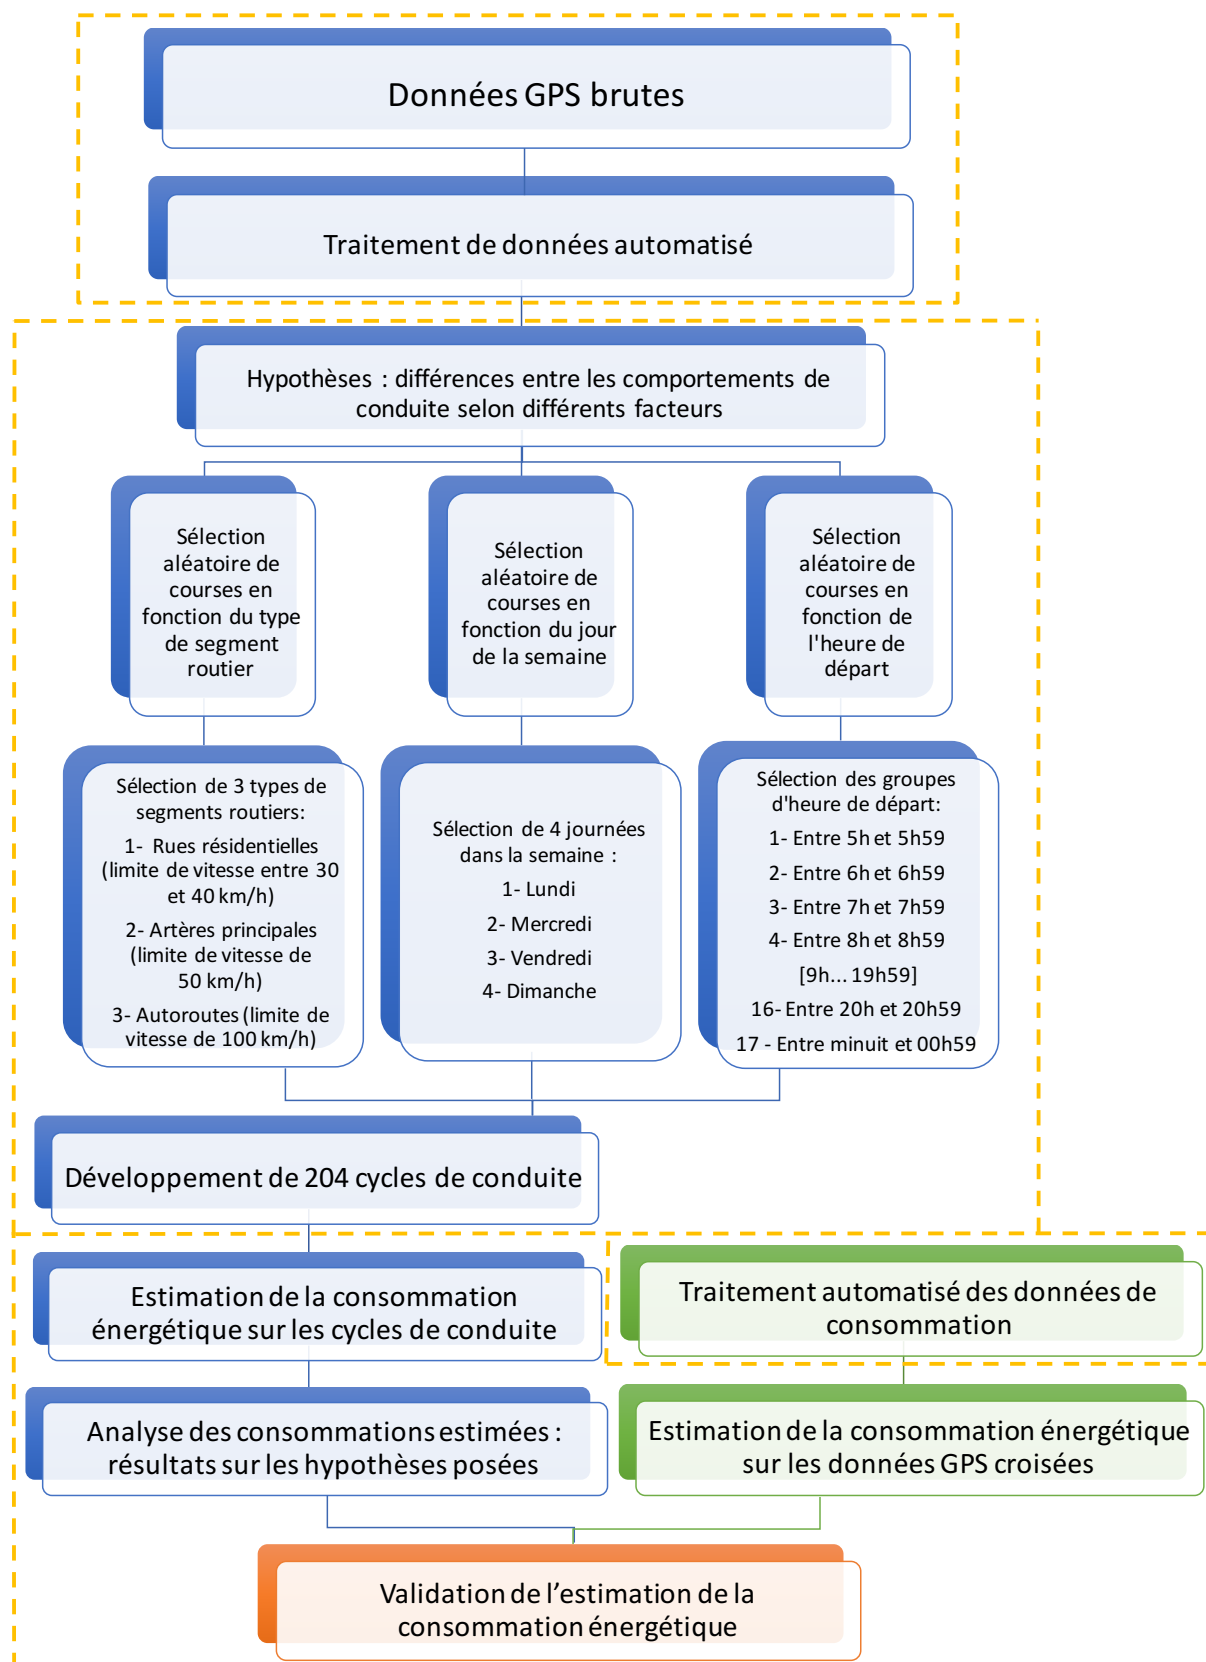 Données GPS brutes
Traitement de données automatisé
Hypothèses : différences entre les comportements de
conduite selon différents facteurs
Sélection
aléatoire de
courses en
fonction du type
de segment
routier
Sélection
aléatoire de
courses en
fonction du jour
de la semaine
Sélection
aléatoire de
courses en
fonction de
l'heure de
départ
Sélection de 3 types de
segments routiers:
1- Rues résidentielles
(limite de vitesse entre 30
et 40 km/h)
2- Artères principales
(limite de vitesse de
50 km/h)
3- Autoroutes (limite de
vitesse de 100 km/h)
Sélection de 4 journées
dans la semaine :
1- Lundi
2- Mercredi
3- Vendredi
4- Dimanche
Sélection des groupes
d'heure de départ:
1- Entre 5h et 5h59
2- Entre 6h et 6h59
3- Entre 7h et 7h59
4- Entre 8h et 8h59
[9h... 19h59]
16- Entre 20h et 20h59
17 - Entre minuit et 00h59
Développement de 204 cycles de conduite
Estimation de la consommation
énergétique sur les cycles de conduite
Traitement automatisé des données de
consommation
Analyse des consommations estimées :
résultats sur les hypothèses posées
Estimation de la consommation énergétique
sur les données GPS croisées
Validation de l’estimation de la
consommation énergétique